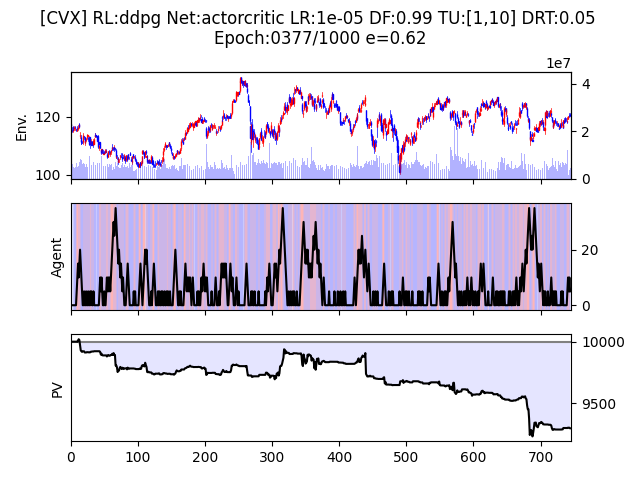 [CVX] RL:ddpg Net:actorcritic LR:1e-05 DF:0.99 TU:[1,10] DRT:0.05
Epoch:0377/1000 e=0.62
1e7
Env.
120
100
4
2
0
Agent
20
0
PV
10000
9500
0 100 200 300 400 500 600 700